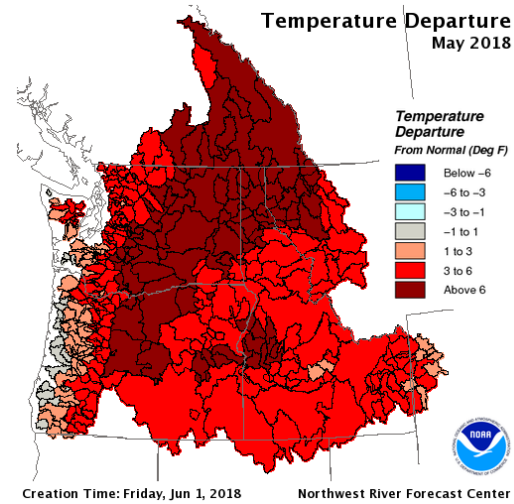 Temperature Departure
May 2018
Temperature
Departure
From Normal (Deg F)
Below −6
−6 to −3
−3 to −1
−1 to 1
1 to 3
3 to 6
Above 6
NOAA
Creation Time: Friday, Jun 1, 2018
Northwest River Forecast Center